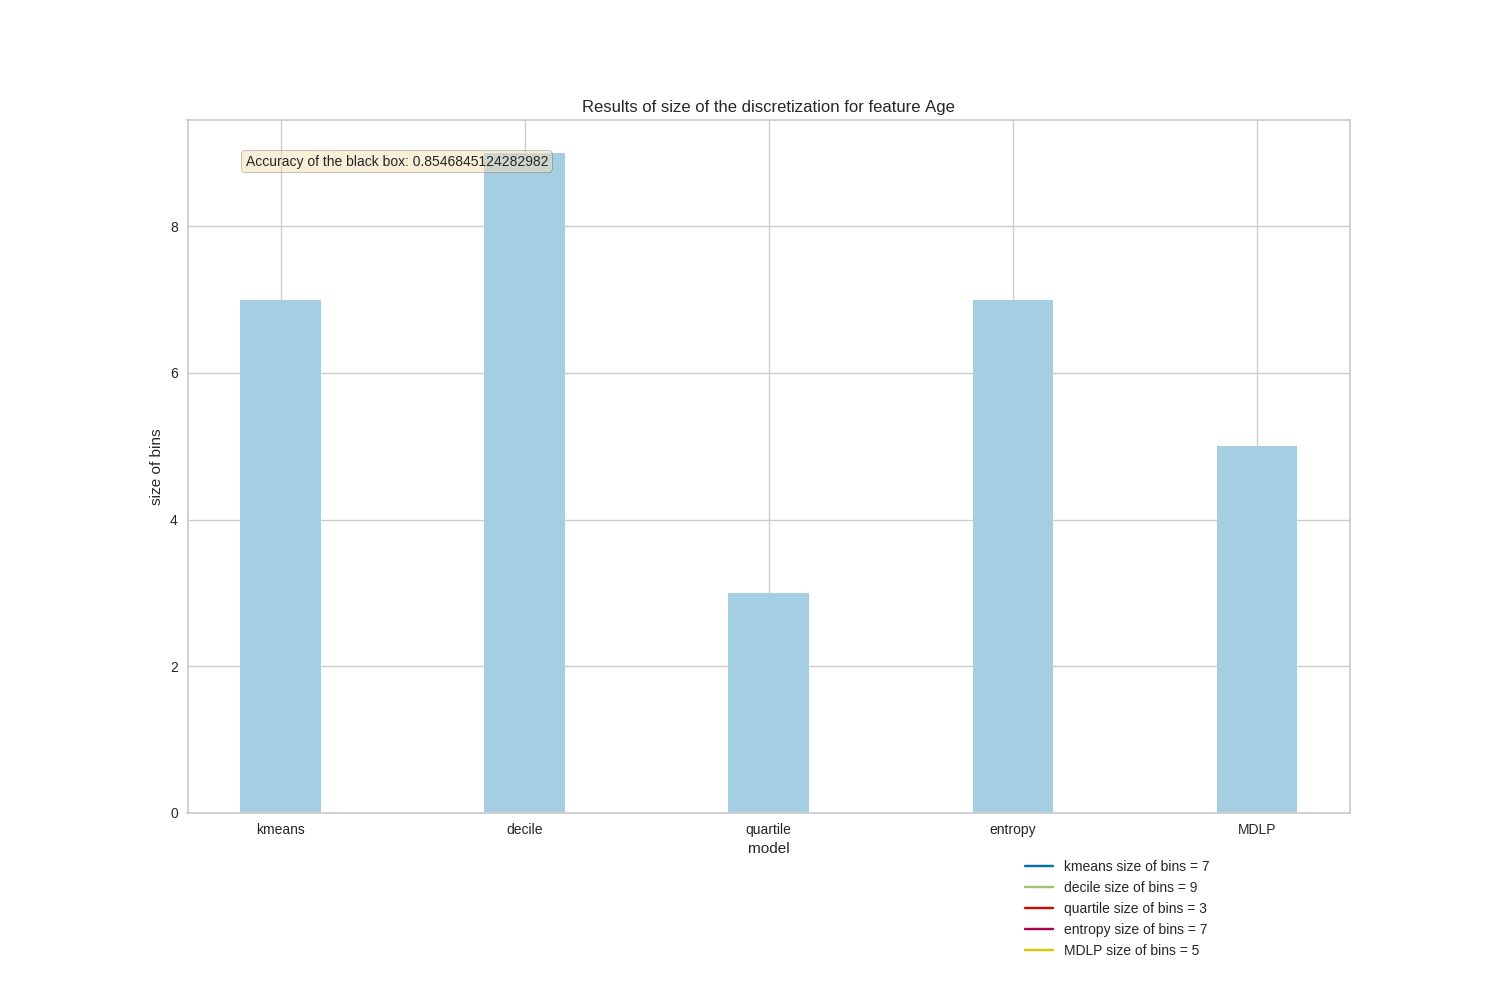 Results of size of the discretization for feature Age
Accuracy of the black box: 0.8546845124282982
8
6
4
2
0
size of bins
kmeans decile quartile entropy MDLP
model
kmeans size of bins = 7
decile size of bins = 9
quartile size of bins = 3
entropy size of bins = 7
MDLP size of bins = 5